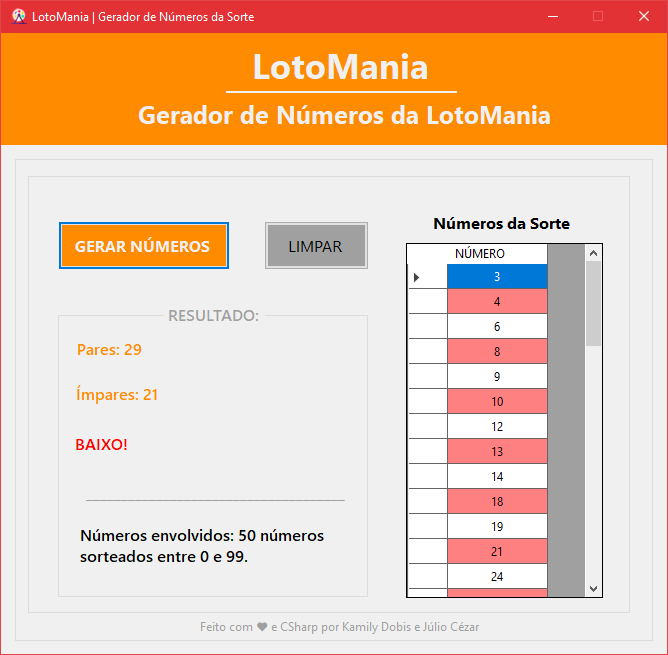 LotoMania | Gerador de Números da Sorte
LotoMania
Gerador de Números da LotoMania
GERAR NÚMEROS
LIMPAR
RESULTADO:
Pares: 29
Ímpares: 21
BAIXO!
Números envolvidos: 50 números
sorteados entre 0 e 99.
Números da Sorte
NÚMERO
3
4
6
8
9
10
12
13
14
18
19
21
24
Feito com ❤ e CSharp por Kamily Dobis e Júlio Cézar